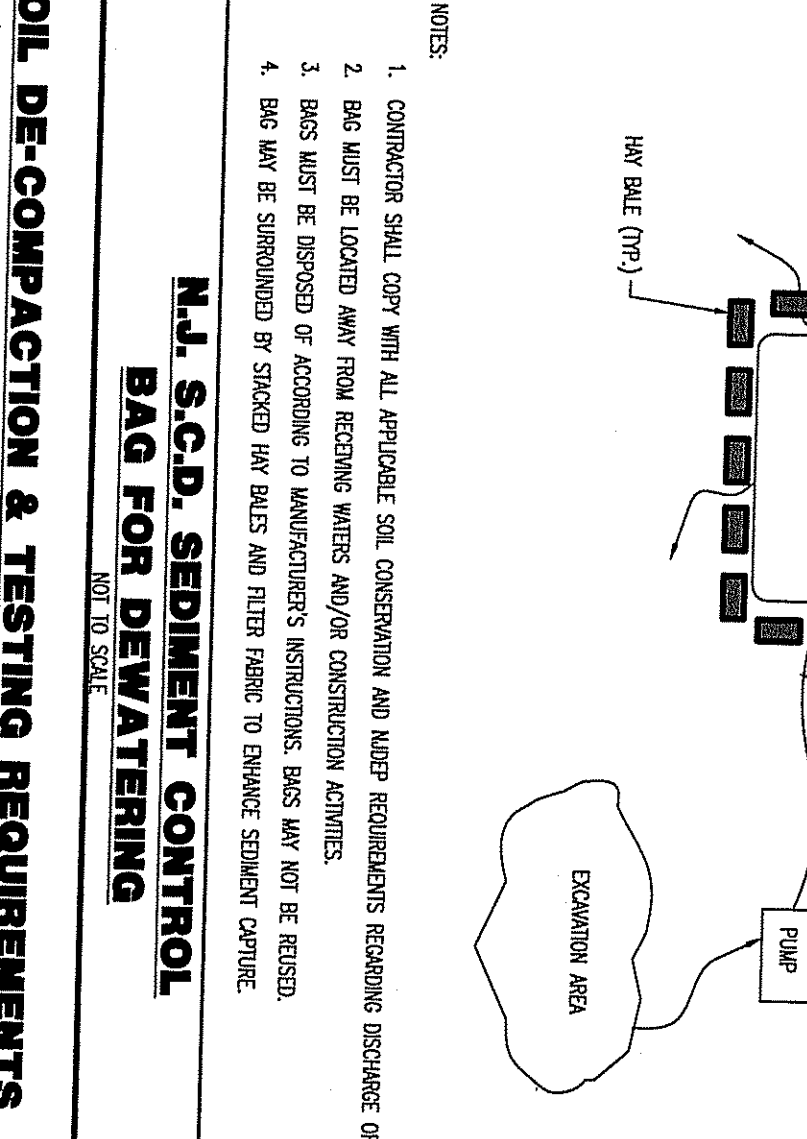 PUMP
HAY BALE (TYP.)
EXCAVATION AREA
NOTES:
1. CONTRACTOR SHALL COPY WITH ALL APPLICABLE SOIL CONSERVATION AND NJDEP REQUIREMENTS REGARDING DISCHARGE OF
2. BAG MUST BE LOCATED AWAY FROM RECEIVING WATERS AND/OR CONSTRUCTION ACTIVITIES.
3. BAGS MUST BE DISPOSED OF ACCORDING TO MANUFACTURER'S INSTRUCTIONS. BAGS MAY NOT BE REUSED.
4. BAG MAY BE SURROUNDED BY STACKED HAY BALES AND FILTER FABRIC TO ENHANCE SEDIMENT CAPTURE.
N.J. S.C.D. SEDIMENT CONTROL
BAG FOR DEWATERING
NOT TO SCALE
OIL DE-COMPACTION & TESTING REQUIREMENTS